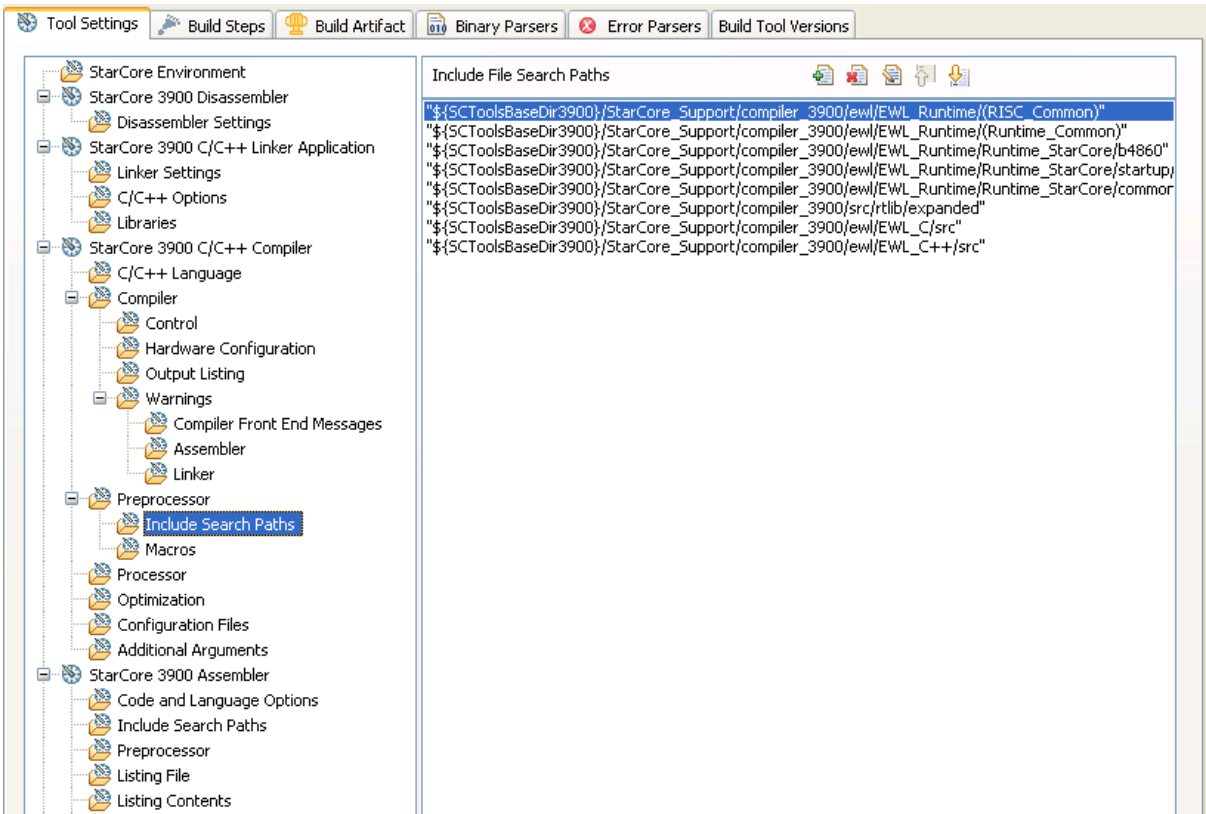 Tool Settings
Build Steps
Build Artifact
Binary Parsers
Error Parsers
Build Tool Versions
StarCore Environment
StarCore 3900 Disassembler
Disassembler Settings
StarCore 3900 C/C++ Linker Application
Linker Settings
C/C++ Options
Libraries
StarCore 3900 C/C++ Compiler
C/C++ Language
Compiler
Control
Hardware Configuration
Output Listing
Warnings
Compiler Front End Messages
Assembler
Linker
Preprocessor
Include Search Paths
Macros
Processor
Optimization
Configuration Files
Additional Arguments
StarCore 3900 Assembler
Code and Language Options
Include Search Paths
Preprocessor
Listing File
Listing Contents
Include File Search Paths
"${SCToolsBaseDir3900}/StarCore_Support/compiler_3900/ewl/EWL_Runtime/(RISC_Common)"
"${SCToolsBaseDir3900}/StarCore_Support/compiler_3900/ewl/EWL_Runtime/(Runtime_Common)"
"${SCToolsBaseDir3900}/StarCore_Support/compiler_3900/ewl/EWL_Runtime/Runtime_StarCore/b4860"
"${SCToolsBaseDir3900}/StarCore_Support/compiler_3900/ewl/EWL_Runtime/Runtime_StarCore/startup/
"${SCToolsBaseDir3900}/StarCore_Support/compiler_3900/ewl/EWL_Runtime/Runtime_StarCore/common
"${SCToolsBaseDir3900}/StarCore_Support/compiler_3900/src/rtlib/expanded"
"${SCToolsBaseDir3900}/StarCore_Support/compiler_3900/ewl/EWL_C/src"
"${SCToolsBaseDir3900}/StarCore_Support/compiler_3900/ewl/EWL_C++/src"